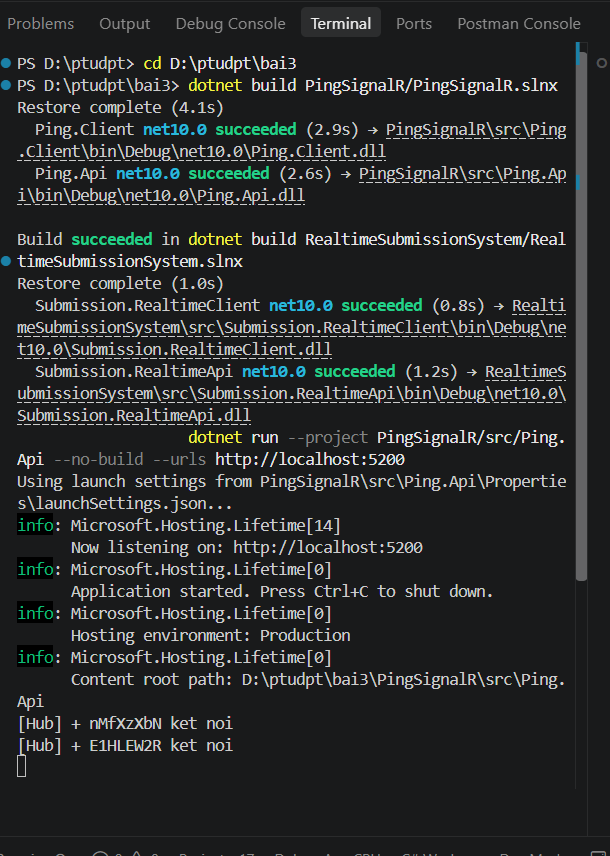 Problems Output Debug Console Terminal Ports Postman Console
PS D:\ptudpt> cd D:\ptudpt\bai3
PS D:\ptudpt\bai3> dotnet build PingSignalR/PingSignalR.slnx
Restore complete (4.1s)
Ping.Client net10.0 succeeded (2.9s) → PingSignalR\src\Ping
.Client\bin\Debug\net10.0\Ping.Client.dll
Ping.Api net10.0 succeeded (2.6s) → PingSignalR\src\Ping.Ap
i\bin\Debug\net10.0\Ping.Api.dll
Build succeeded in dotnet build RealtimeSubmissionSystem/Real
timeSubmissionSystem.slnx
Restore complete (1.0s)
Submission.RealtimeClient net10.0 succeeded (0.8s) → Realti
meSubmissionSystem\src\Submission.RealtimeClient\bin\Debug\ne
t10.0\Submission.RealtimeClient.dll
Submission.RealtimeApi net10.0 succeeded (1.2s) → RealtimeS
ubmissionSystem\src\Submission.RealtimeApi\bin\Debug\net10.0\
Submission.RealtimeApi.dll
dotnet run --project PingSignalR/src/Ping.
Api --no-build --urls http://localhost:5200
Using launch settings from PingSignalR\src\Ping.Api\Propertie
s\launchSettings.json...
info: Microsoft.Hosting.Lifetime[14]
Now listening on: http://localhost:5200
info: Microsoft.Hosting.Lifetime[0]
Application started. Press Ctrl+C to shut down.
info: Microsoft.Hosting.Lifetime[0]
Hosting environment: Production
info: Microsoft.Hosting.Lifetime[0]
Content root path: D:\ptudpt\bai3\PingSignalR\src\Ping.
Api
[Hub] + nMfXzXbN ket noi
[Hub] + E1HLEW2R ket noi